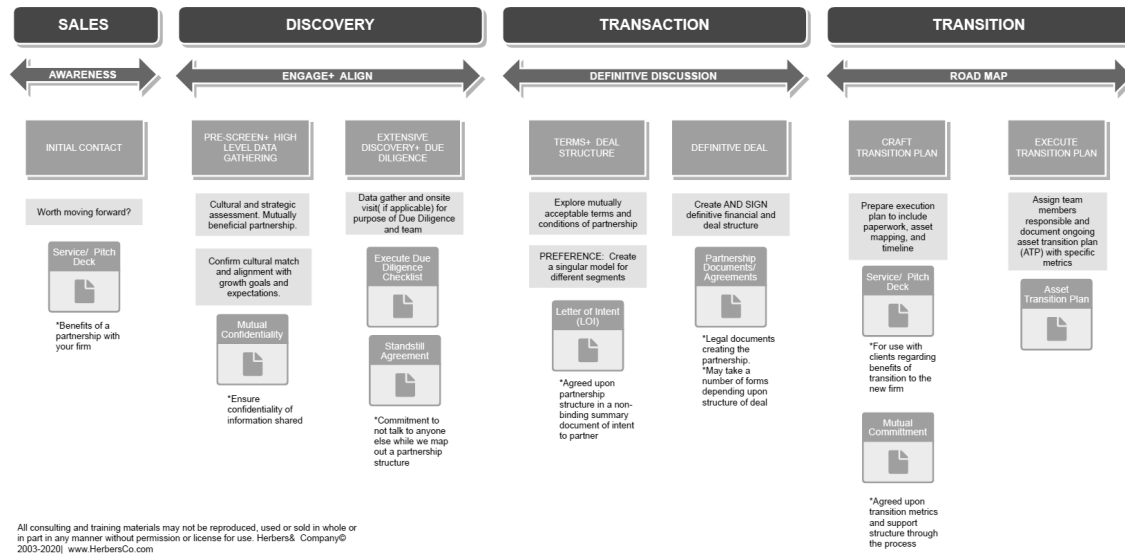 SALES
DISCOVERY
TRANSACTION
TRANSITION
AWARENESS
ENGAGE+ ALIGN
DEFINITIVE DISCUSSION
ROAD MAP
INITIAL CONTACT
Worth moving forward?
Service/ Pitch
Deck
*Benefits of a
partnership with
your firm
PRE-SCREEN+ HIGH
LEVEL DATA
GATHERING
Cultural and strategic
assessment. Mutually
beneficial partnership.
Confirm cultural match
and alignment with
growth goals and
expectations.
Mutual
Confidentiality
*Ensure
confidentiality of
information shared
EXTENSIVE
DISCOVERY+ DUE
DILIGENCE
Data gather and onsite
visit( if applicable) for
purpose of Due Diligence
and team
Execute Due
Diligence
Checklist
Standstill
Agreement
*Commitment to
not talk to anyone
else while we map
out a partnership
structure
TERMS+ DEAL
STRUCTURE
Explore mutually
acceptable terms and
conditions of partnership
PREFERENCE: Create
a singular model for
different segments
Letter of Intent
(LOI)
*Agreed upon
partnership
structure in a non-
binding summary
document of intent
to partner
DEFINITIVE DEAL
Create AND SIGN
definitive financial and
deal structure
Partnership
Documents/
Agreements
*Legal documents
creating the
partnership.
*May take a
number of forms
depending upon
structure of deal
CRAFT
TRANSITION PLAN
Prepare execution
plan to include
paperwork, asset
mapping, and
timeline
Service/ Pitch
Deck
*For use with
clients regarding
benefits of
transition to the
new firm
Mutual
Committment
*Agreed upon
transition metrics
and support
structure through
the process
EXECUTE
TRANSITION PLAN
Assign team
members
responsible and
document ongoing
asset transition plan
(ATP) with specific
metrics
Asset
Transition Plan
All consulting and training materials may not be reproduced, used or sold in whole or
in part in any manner without permission or license for use. Herbers& Company©
2003-2020| www.HerbersCo.com